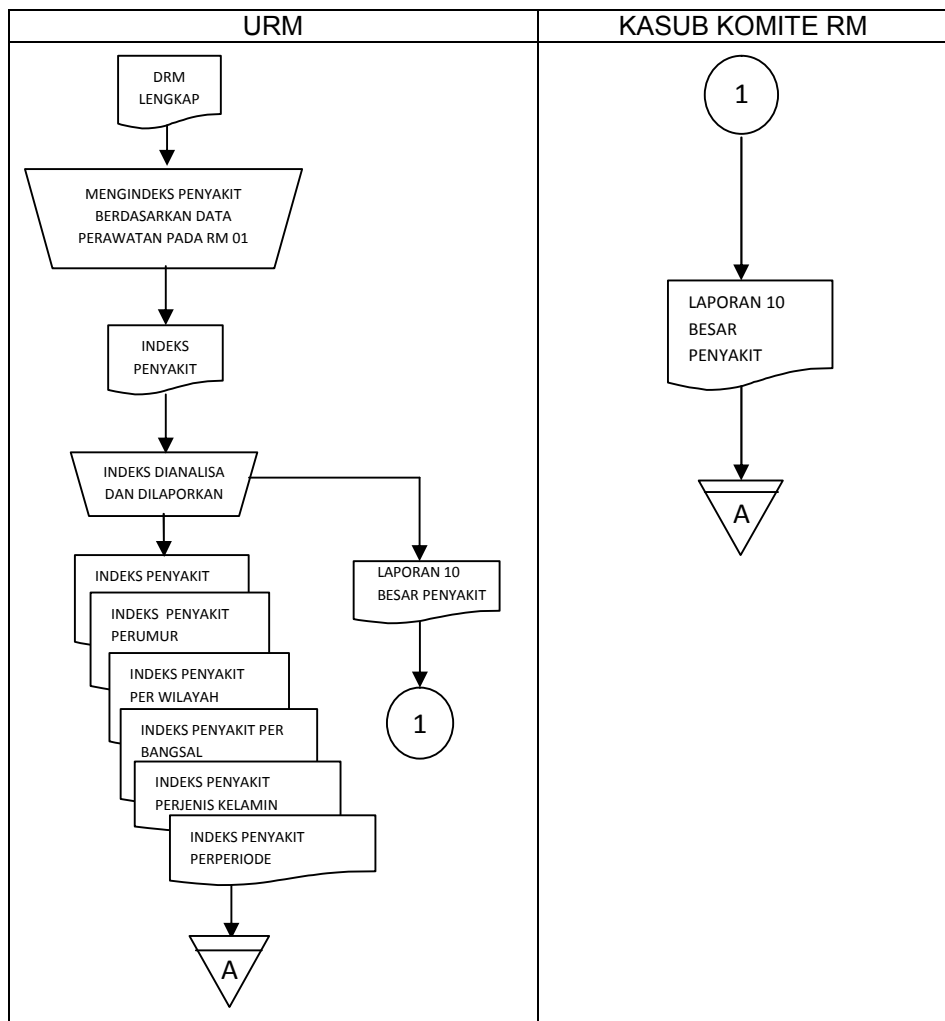 URM
KASUB KOMITE RM
DRM
LENGKAP
MENGINDEKS PENYAKIT
BERDASARKAN DATA
PERAWATAN PADA RM 01
INDEKS
PENYAKIT
INDEKS DIANALISA
DAN DILAPORKAN
INDEKS PENYAKIT
INDEKS PENYAKIT
PERUMUR
INDEKS PENYAKIT
PER WILAYAH
INDEKS PENYAKIT PER
BANGSAL
INDEKS PENYAKIT
PERJENIS KELAMIN
INDEKS PENYAKIT
PERPERIODE
A
LAPORAN 10
BESAR PENYAKIT
1
1
LAPORAN 10
BESAR
PENYAKIT
A